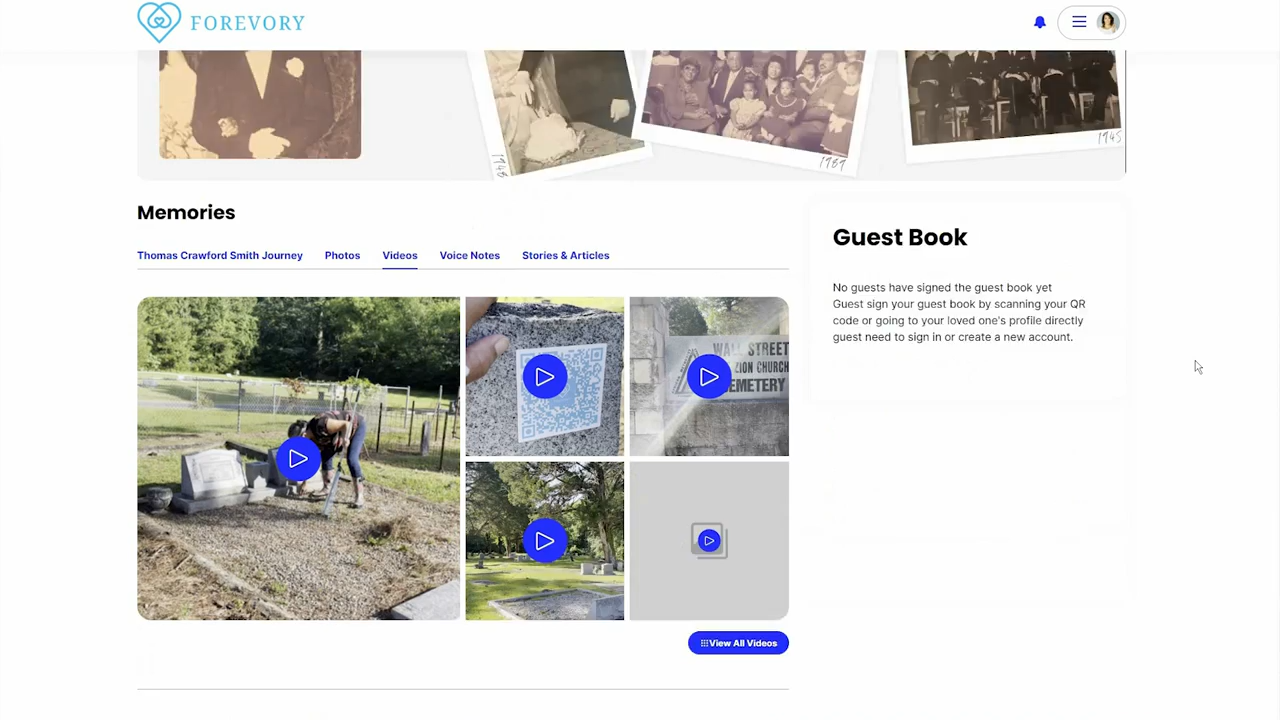 FOREVORY
1948
1989
1945
Memories
Thomas Crawford Smith Journey
Photos
Videos
Voice Notes
Stories & Articles
Guest Book
No guests have signed the guest book yet
Guest sign your guest book by scanning your QR
code or going to your loved one's profile directly
guest need to sign in or create a new account.
WALL STREET
ZION CHURCH
EMETERY
View All Videos